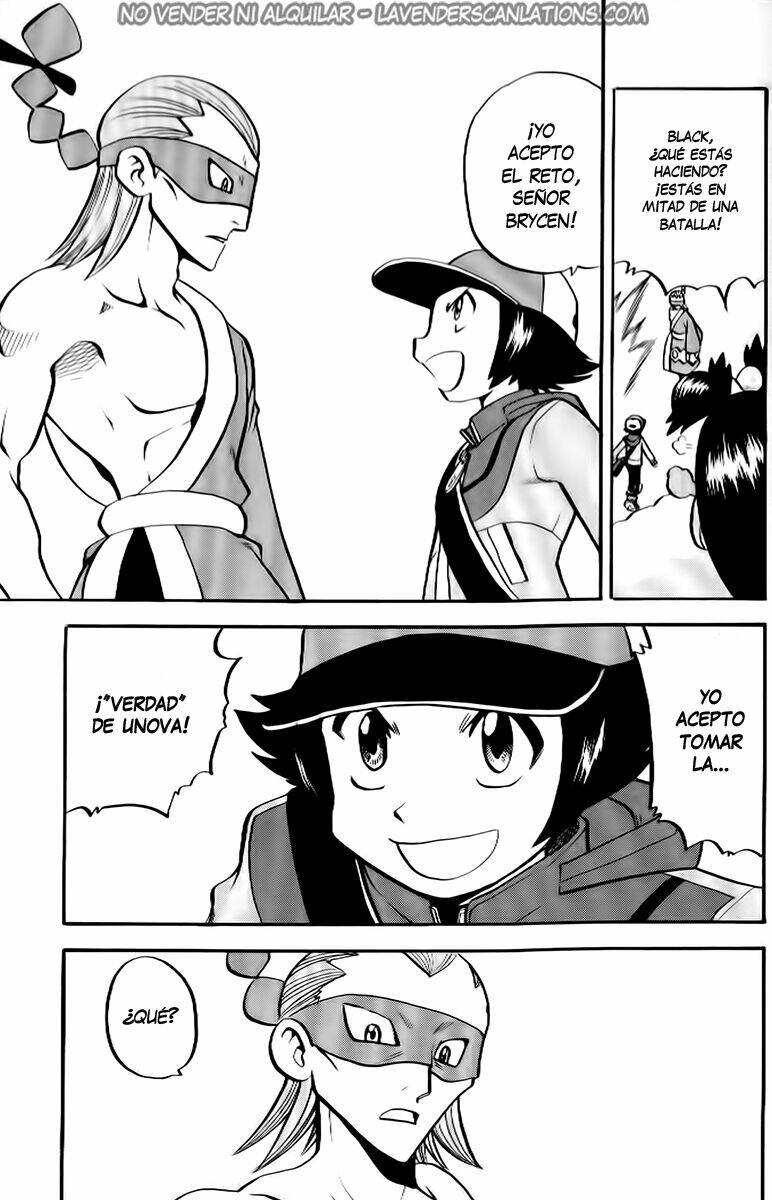 NO VENDER NI ALQUILAR - LAVENDERSCANLATIONS.COM
BLACK,
¿QUÉ ESTÁS
HACIENDO?
¡ESTÁS EN
MITAD DE UNA
BATALLA!
¡YO
ACEPTO
EL RETO,
SEÑOR
BRYCEN!
YO
ACEPTO
TOMAR
LA...
¡"VERDAD"
DE UNOVA!
¿QUÉ?